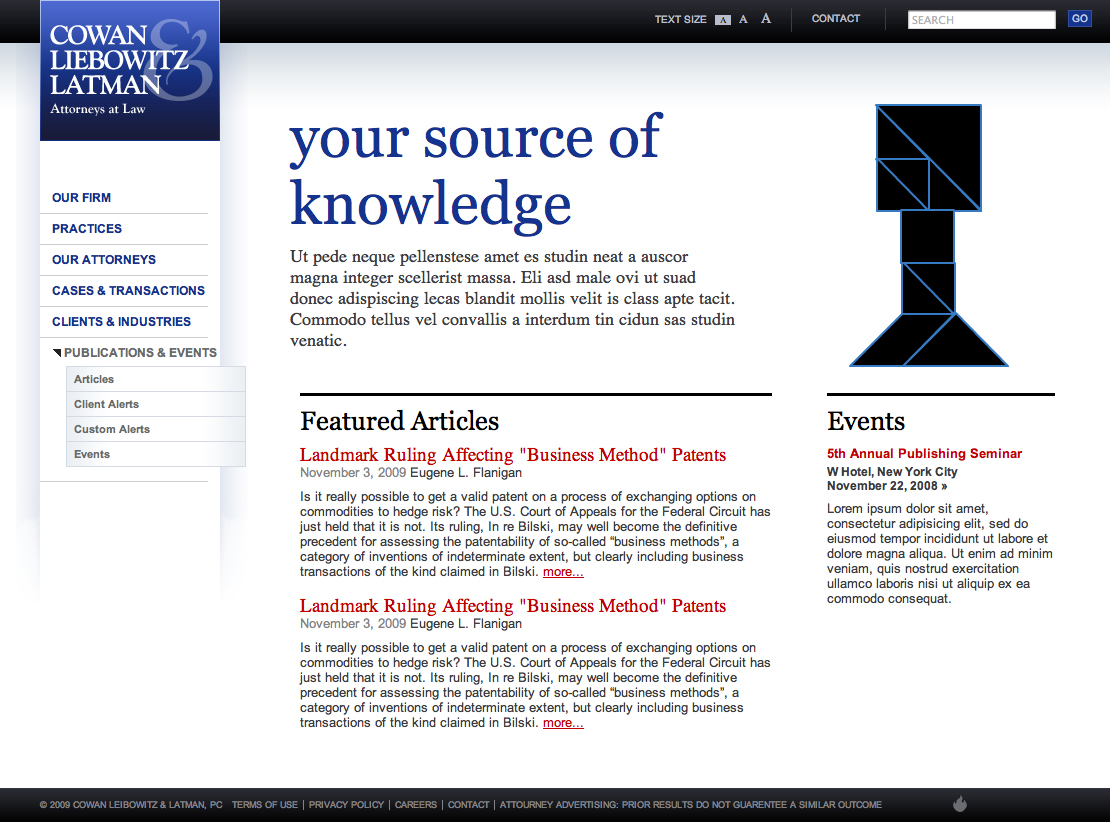 COWAN
LIEBOWITZ
LATMAN
&
Attorneys at Law
TEXT SIZE A A A
CONTACT
SEARCH
GO
OUR FIRM
PRACTICES
OUR ATTORNEYS
CASES & TRANSACTIONS
CLIENTS & INDUSTRIES
PUBLICATIONS & EVENTS
Articles
Client Alerts
Custom Alerts
Events
your source of
knowledge
Ut pede neque pellenstese amet es studin neat a auscor
magna integer scellerist massa. Eli asd male ovi ut suad
donec adispiscing lecas blandit mollis velit is class apte tacit.
Commodo tellus vel convallis a interdum tin cidun sas studin
venatic.
Featured Articles
Landmark Ruling Affecting "Business Method" Patents
November 3, 2009 Eugene L. Flanigan
Is it really possible to get a valid patent on a process of exchanging options on
commodities to hedge risk? The U.S. Court of Appeals for the Federal Circuit has
just held that it is not. Its ruling, In re Bilski, may well become the definitive
precedent for assessing the patentability of so-called “business methods”, a
category of inventions of indeterminate extent, but clearly including business
transactions of the kind claimed in Bilski. more...
Landmark Ruling Affecting "Business Method" Patents
November 3, 2009 Eugene L. Flanigan
Is it really possible to get a valid patent on a process of exchanging options on
commodities to hedge risk? The U.S. Court of Appeals for the Federal Circuit has
just held that it is not. Its ruling, In re Bilski, may well become the definitive
precedent for assessing the patentability of so-called “business methods”, a
category of inventions of indeterminate extent, but clearly including business
transactions of the kind claimed in Bilski. more...
Events
5th Annual Publishing Seminar
W Hotel, New York City
November 22, 2008 »
Lorem ipsum dolor sit amet,
consectetur adipisicing elit, sed do
eiusmod tempor incididunt ut labore et
dolore magna aliqua. Ut enim ad minim
veniam, quis nostrud exercitation
ullamco laboris nisi ut aliquip ex ea
commodo consequat.
© 2009 COWAN LEIBOWITZ & LATMAN, PC TERMS OF USE | PRIVACY POLICY | CAREERS | CONTACT | ATTOURNEY ADVERTISING: PRIOR RESULTS DO NOT GUARENTEE A SIMILAR OUTCOME